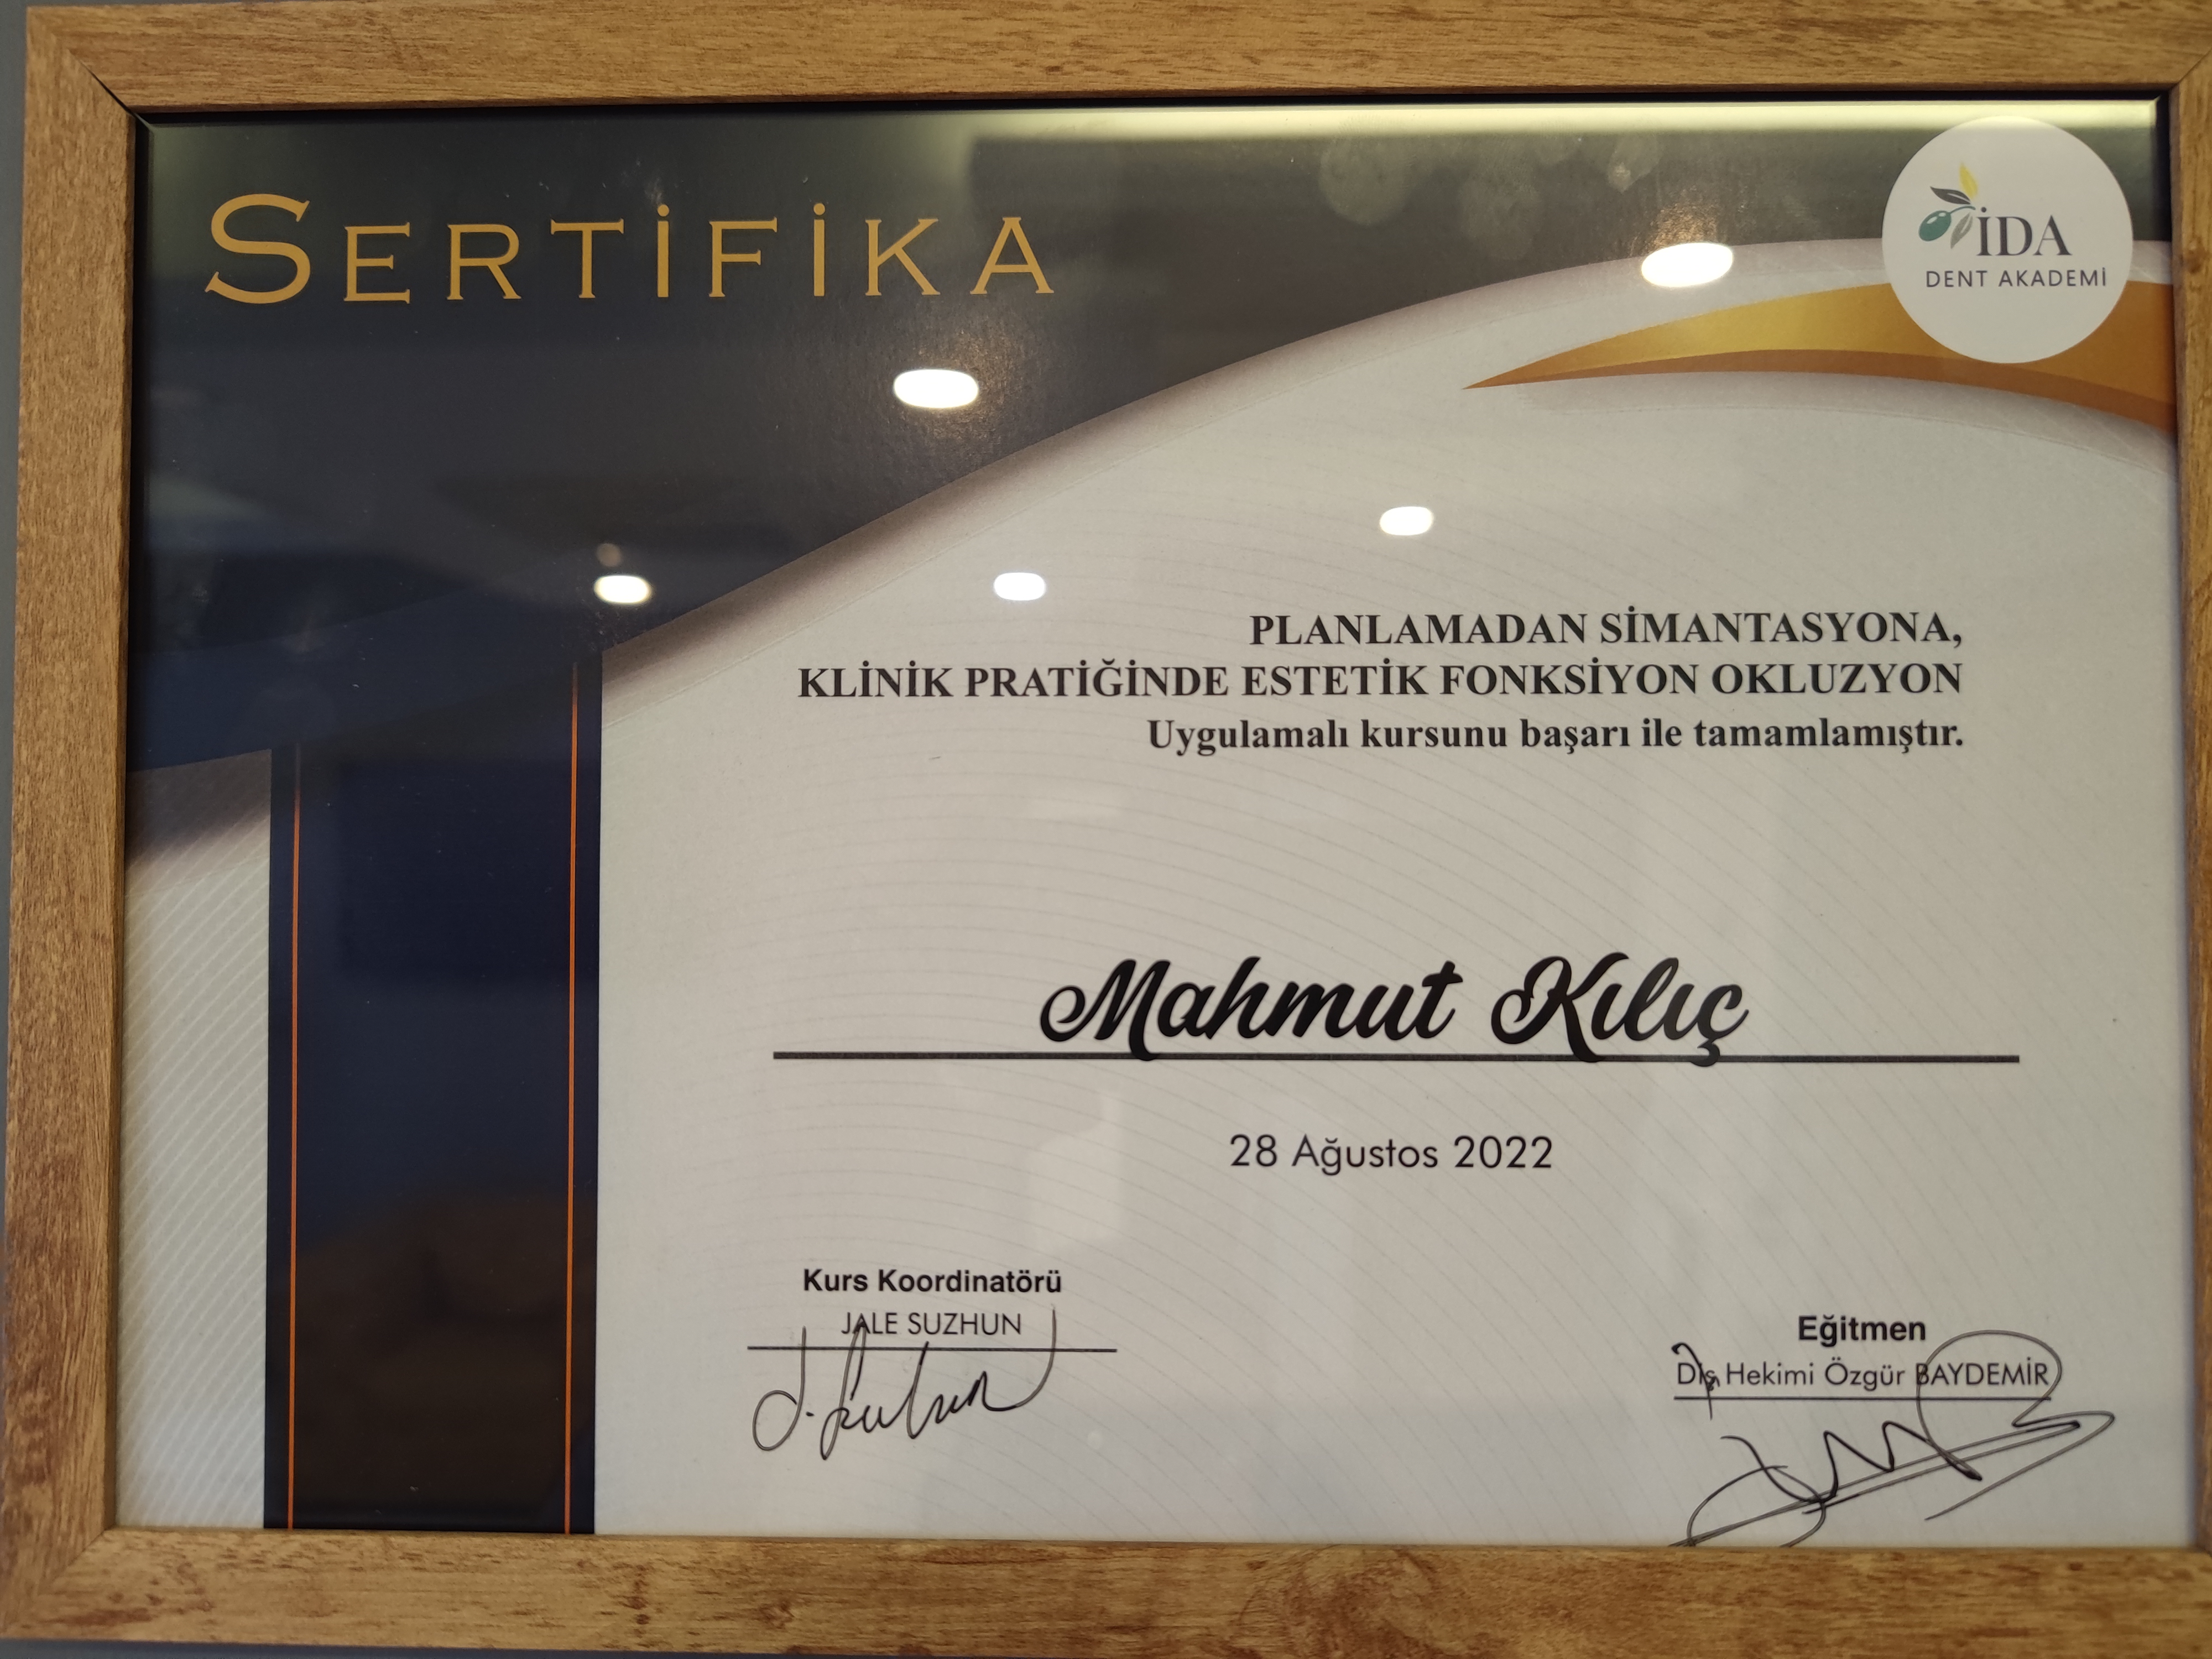 SERTİFİKA
İDA
DENT AKADEMİ
PLANLAMADAN SİMANTASYONA,
KLİNİK PRATİĞİNDE ESTETİK FONKSİYON OKLUZYON
Uygulamalı kursunu başarı ile tamamlamıştır.
Mahmut Kılıç
28 Ağustos 2022
Kurs Koordinatörü
JALE SUZHUN
J. Suzhun
Eğitmen
Diş Hekimi Özgür BAYDEMİR